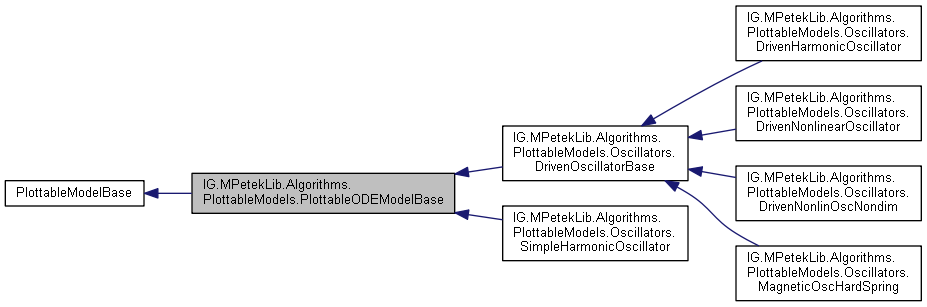 PlottableModelBase
IG.MPetekLib.Algorithms.
PlottableModels.PlottableODEModelBase
IG.MPetekLib.Algorithms.
PlottableModels.Oscillators.
DrivenOscillatorBase
IG.MPetekLib.Algorithms.
PlottableModels.Oscillators.
SimpleHarmonicOscillator
IG.MPetekLib.Algorithms.
PlottableModels.Oscillators.
DrivenHarmonicOscillator
IG.MPetekLib.Algorithms.
PlottableModels.Oscillators.
DrivenNonlinearOscillator
IG.MPetekLib.Algorithms.
PlottableModels.Oscillators.
DrivenNonlinOscNondim
IG.MPetekLib.Algorithms.
PlottableModels.Oscillators.
MagneticOscHardSpring